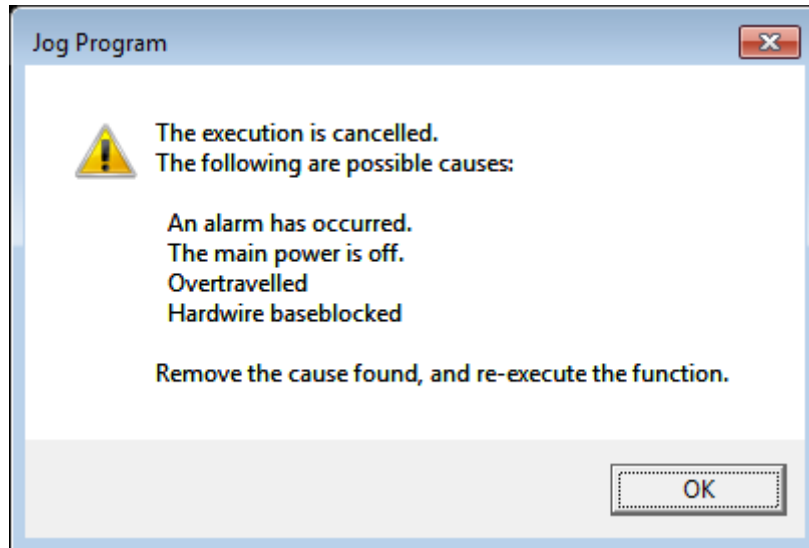 Jog Program
The execution is cancelled.
The following are possible causes:
An alarm has occurred.
The main power is off.
Overtravelled
Hardwire baseblocked
Remove the cause found, and re-execute the function.
OK